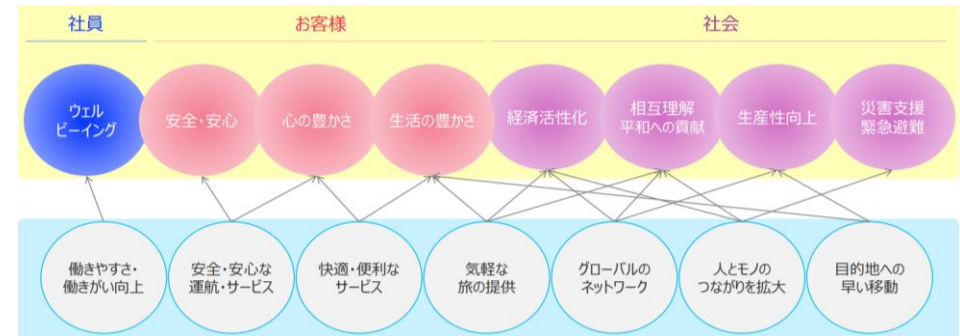 社員
お客様
社会
ウェル
ビーイング
安全・安心
心の豊かさ
生活の豊かさ
経済活性化
相互理解
平和への貢献
生産性向上
災害支援
緊急避難
働きやすさ・
働きがい向上
安全・安心な
運航・サービス
快適・便利な
サービス
気軽な
旅の提供
グローバルの
ネットワーク
人とモノの
つながりを拡大
目的地への
早い移動